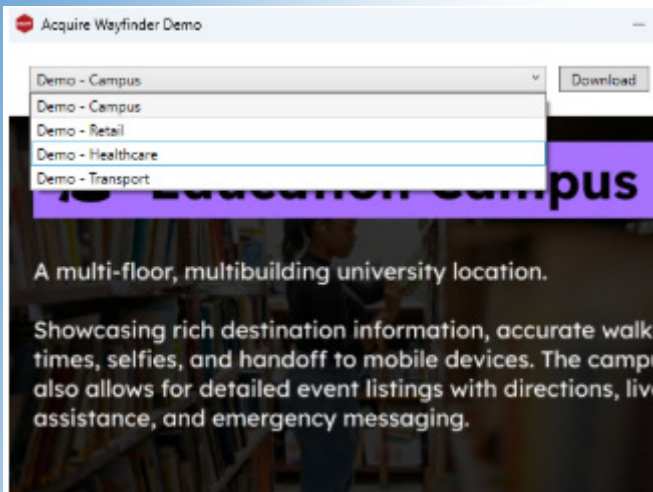 Acquire Wayfinder Demo
Demo - Campus
Download
Demo - Campus
Demo - Retail
Demo - Healthcare
Demo - Transport
Education Campus
A multi-floor, multibuilding university location.
Showcasing rich destination information, accurate walk
times, selfies, and handoff to mobile devices. The campu
also allows for detailed event listings with directions, live
assistance, and emergency messaging.